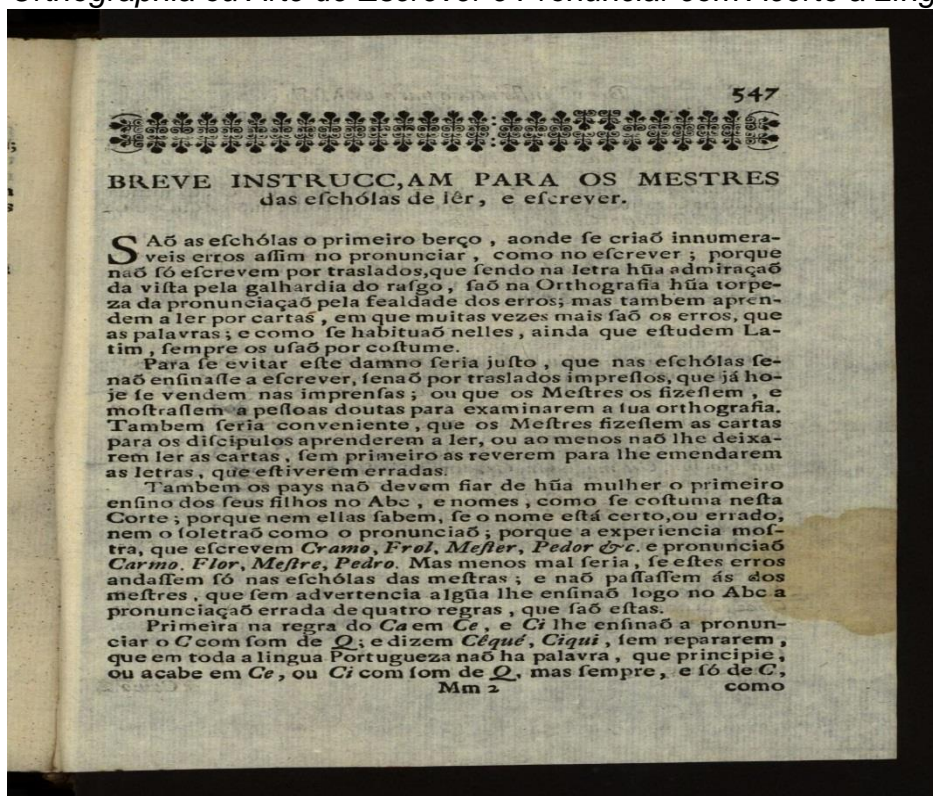 Orthographia ou Arte de Escrever e Pronunciar com Acerto a Ling
547
BREVE INSTRUCC,AM PARA OS MESTRES
das eſchólas de lêr, e eſcrever.
SAõ as eſchólas o primeiro berço, aonde ſe criaõ innumera-
veis erros aſſim no pronunciar, como no eſcrever; porque
naõ ſó eſcrevem por traslados,que ſendo na letra hũa admiraçaõ
da viſta pela galhardia do raſgo, ſaõ na Orthografia hũa torpe-
za da pronunciaçaõ pela fealdade dos erros; mas tambem apren-
dem a ler por cartas, em que muitas vezes mais ſaõ os erros, que
as palavras; e como ſe habituaõ nelles, ainda que eſtudem La-
tim, ſempre os uſaõ por coſtume.
Para ſe evitar eſte damno ſeria juſto, que nas eſchólas ſe-
naõ enſinaſſe a eſcrever, ſenaõ por traslados impreſſos, que já ho-
je ſe vendem nas imprenſas; ou que os Meſtres os fizeſſem, e
moſtraſſem a peſſoas doutas para examinarem a ſua orthografia.
Tambem ſeria conveniente, que os Meſtres fizeſſem as cartas
para os diſcipulos aprenderem a ler, ou ao menos naõ lhe deixa-
rem ler as cartas, ſem primeiro as reverem para lhe emendarem
as letras, que eſtiverem erradas.
Tambem os pays naõ devem fiar de hũa mulher o primeiro
enſino dos ſeus filhos no Abc, e nomes, como ſe coſtuma neſta
Corte; porque nem ellas ſabem, ſe o nome eſtá certo,ou errado,
nem o ſoletraõ como o pronunciaõ; porque a experiencia moſ-
tra, que eſcrevem Cramo, Frol, Meſter, Pedor &c. e pronunciaõ
Carmo. Flor, Meſtre, Pedro. Mas menos mal ſeria, ſe eſtes erros
andaſſem ſó nas eſchólas das meſtras; e naõ paſſaſſem ás dos
meſtres, que ſem advertencia algũa lhe enſinaõ logo no Abc a
pronunciaçaõ errada de quatro regras, que ſaõ eſtas.
Primeira na regra do Ca em Ce, e Ci lhe enſinaõ a pronun-
ciar o C com ſom de Q; e dizem Cêqué, Ciqui, ſem repararem,
que em toda a lingua Portugueza naõ ha palavra, que principie,
ou acabe em Ce, ou Ci com ſom de Q, mas ſempre, e ſó de C,
Mm 2 como